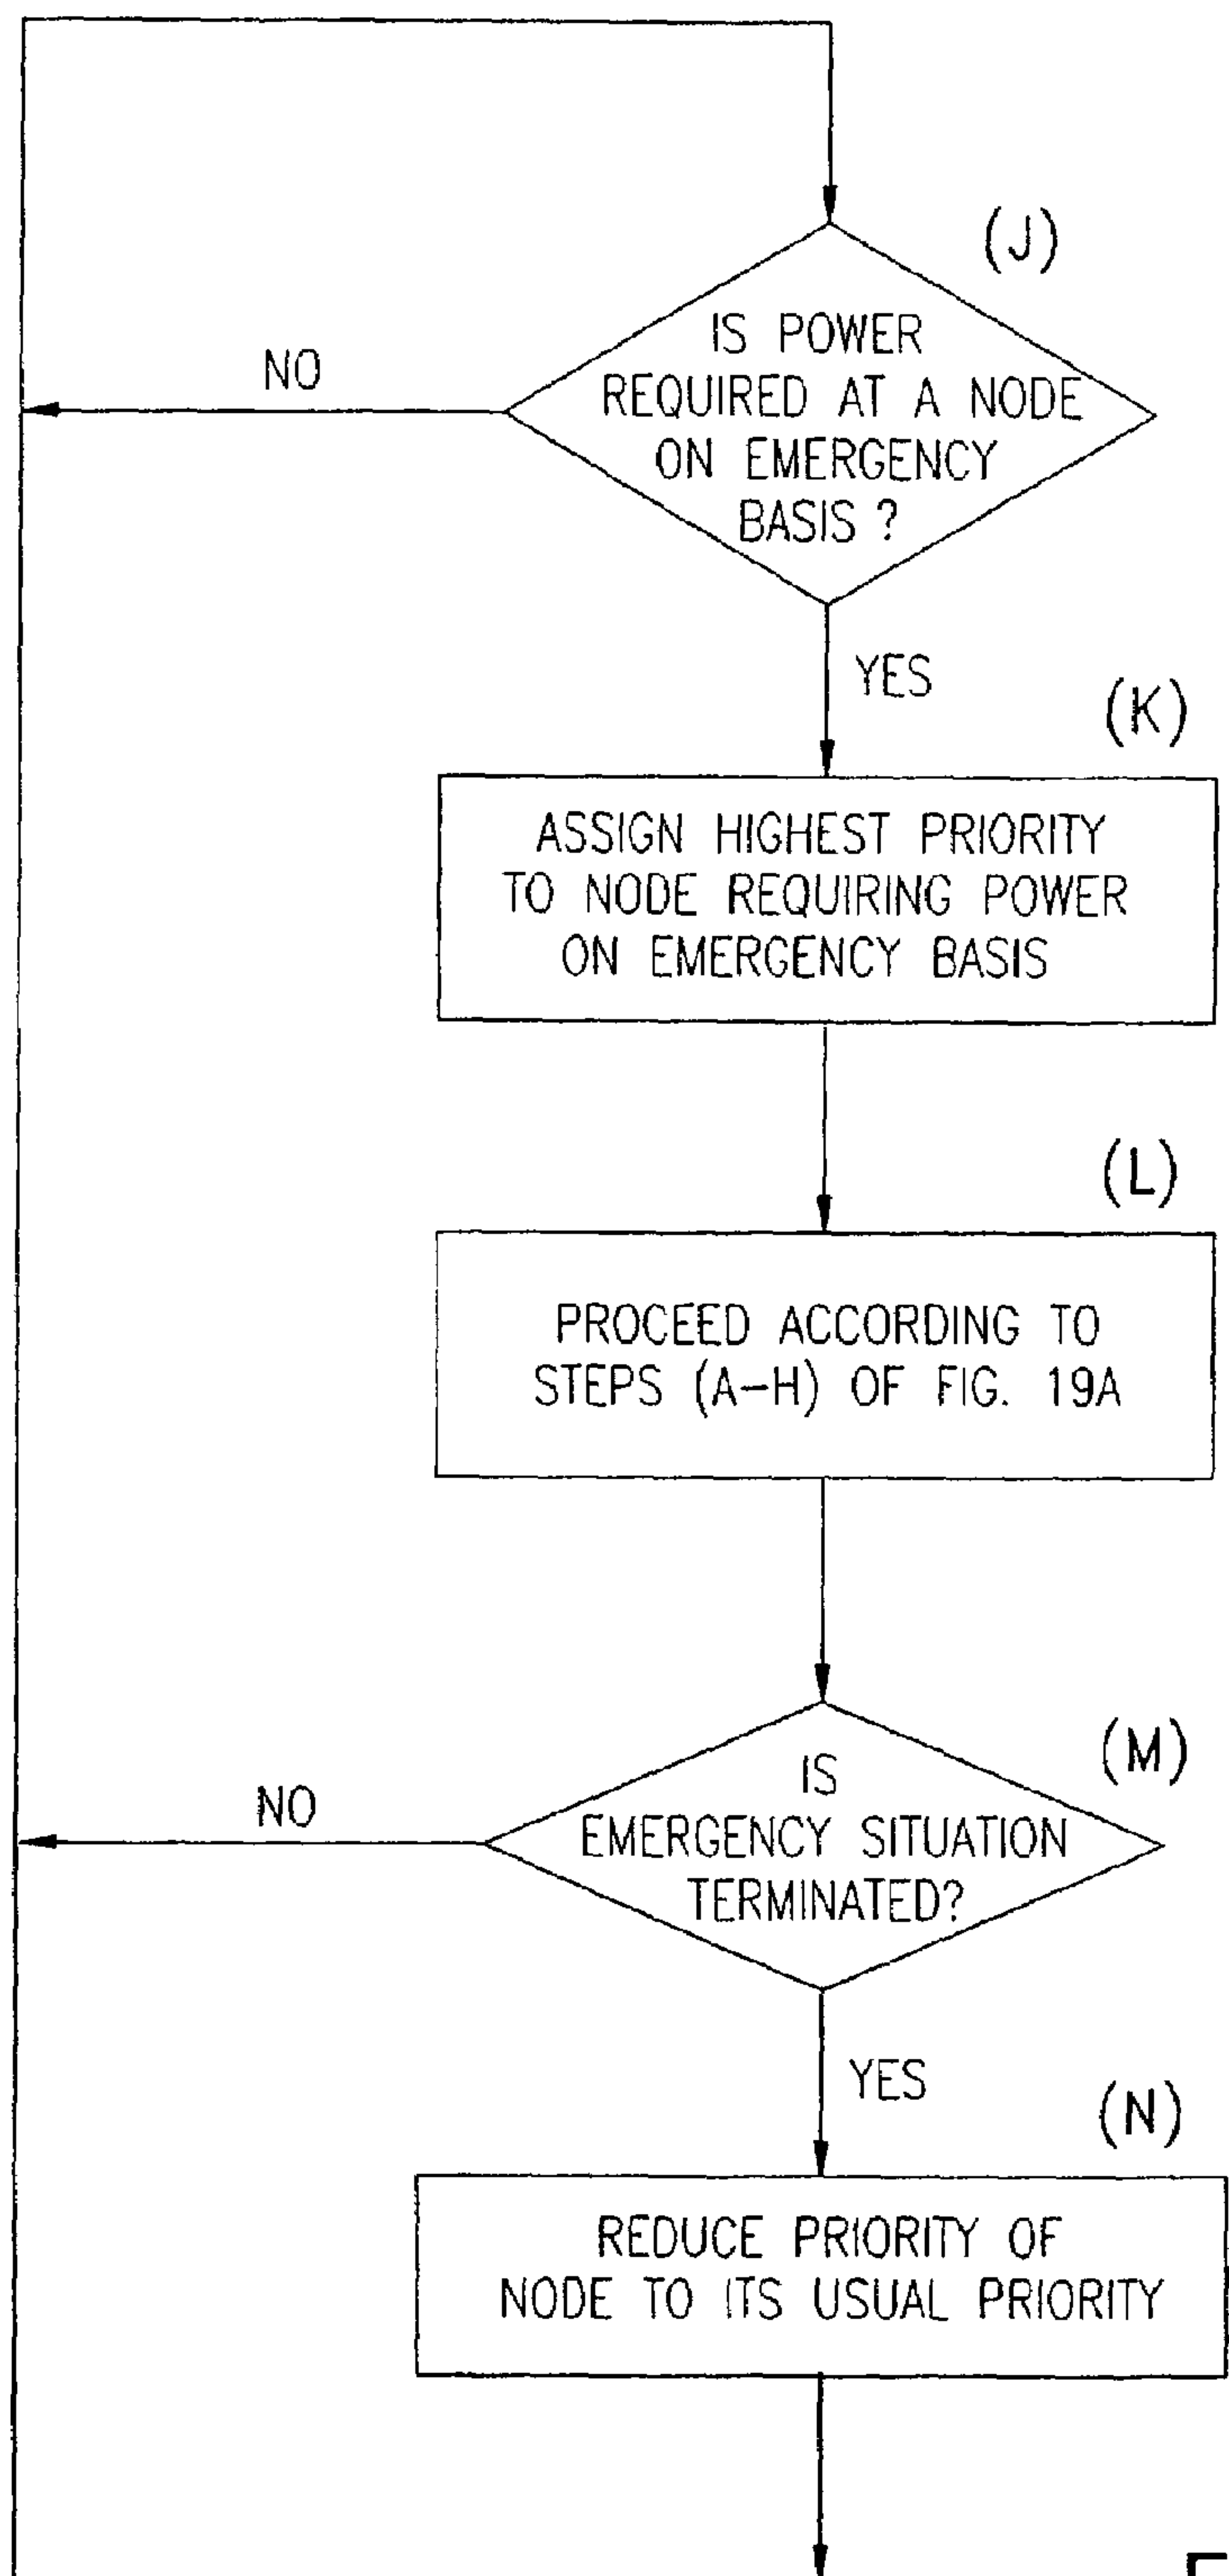 (J)
IS POWER
REQUIRED AT A NODE
ON EMERGENCY
BASIS ?
NO
YES
(K)
ASSIGN HIGHEST PRIORITY
TO NODE REQUIRING POWER
ON EMERGENCY BASIS
(L)
PROCEED ACCORDING TO
STEPS (A-H) OF FIG. 19A
(M)
IS
EMERGENCY SITUATION
TERMINATED?
NO
YES
(N)
REDUCE PRIORITY OF
NODE TO ITS USUAL PRIORITY